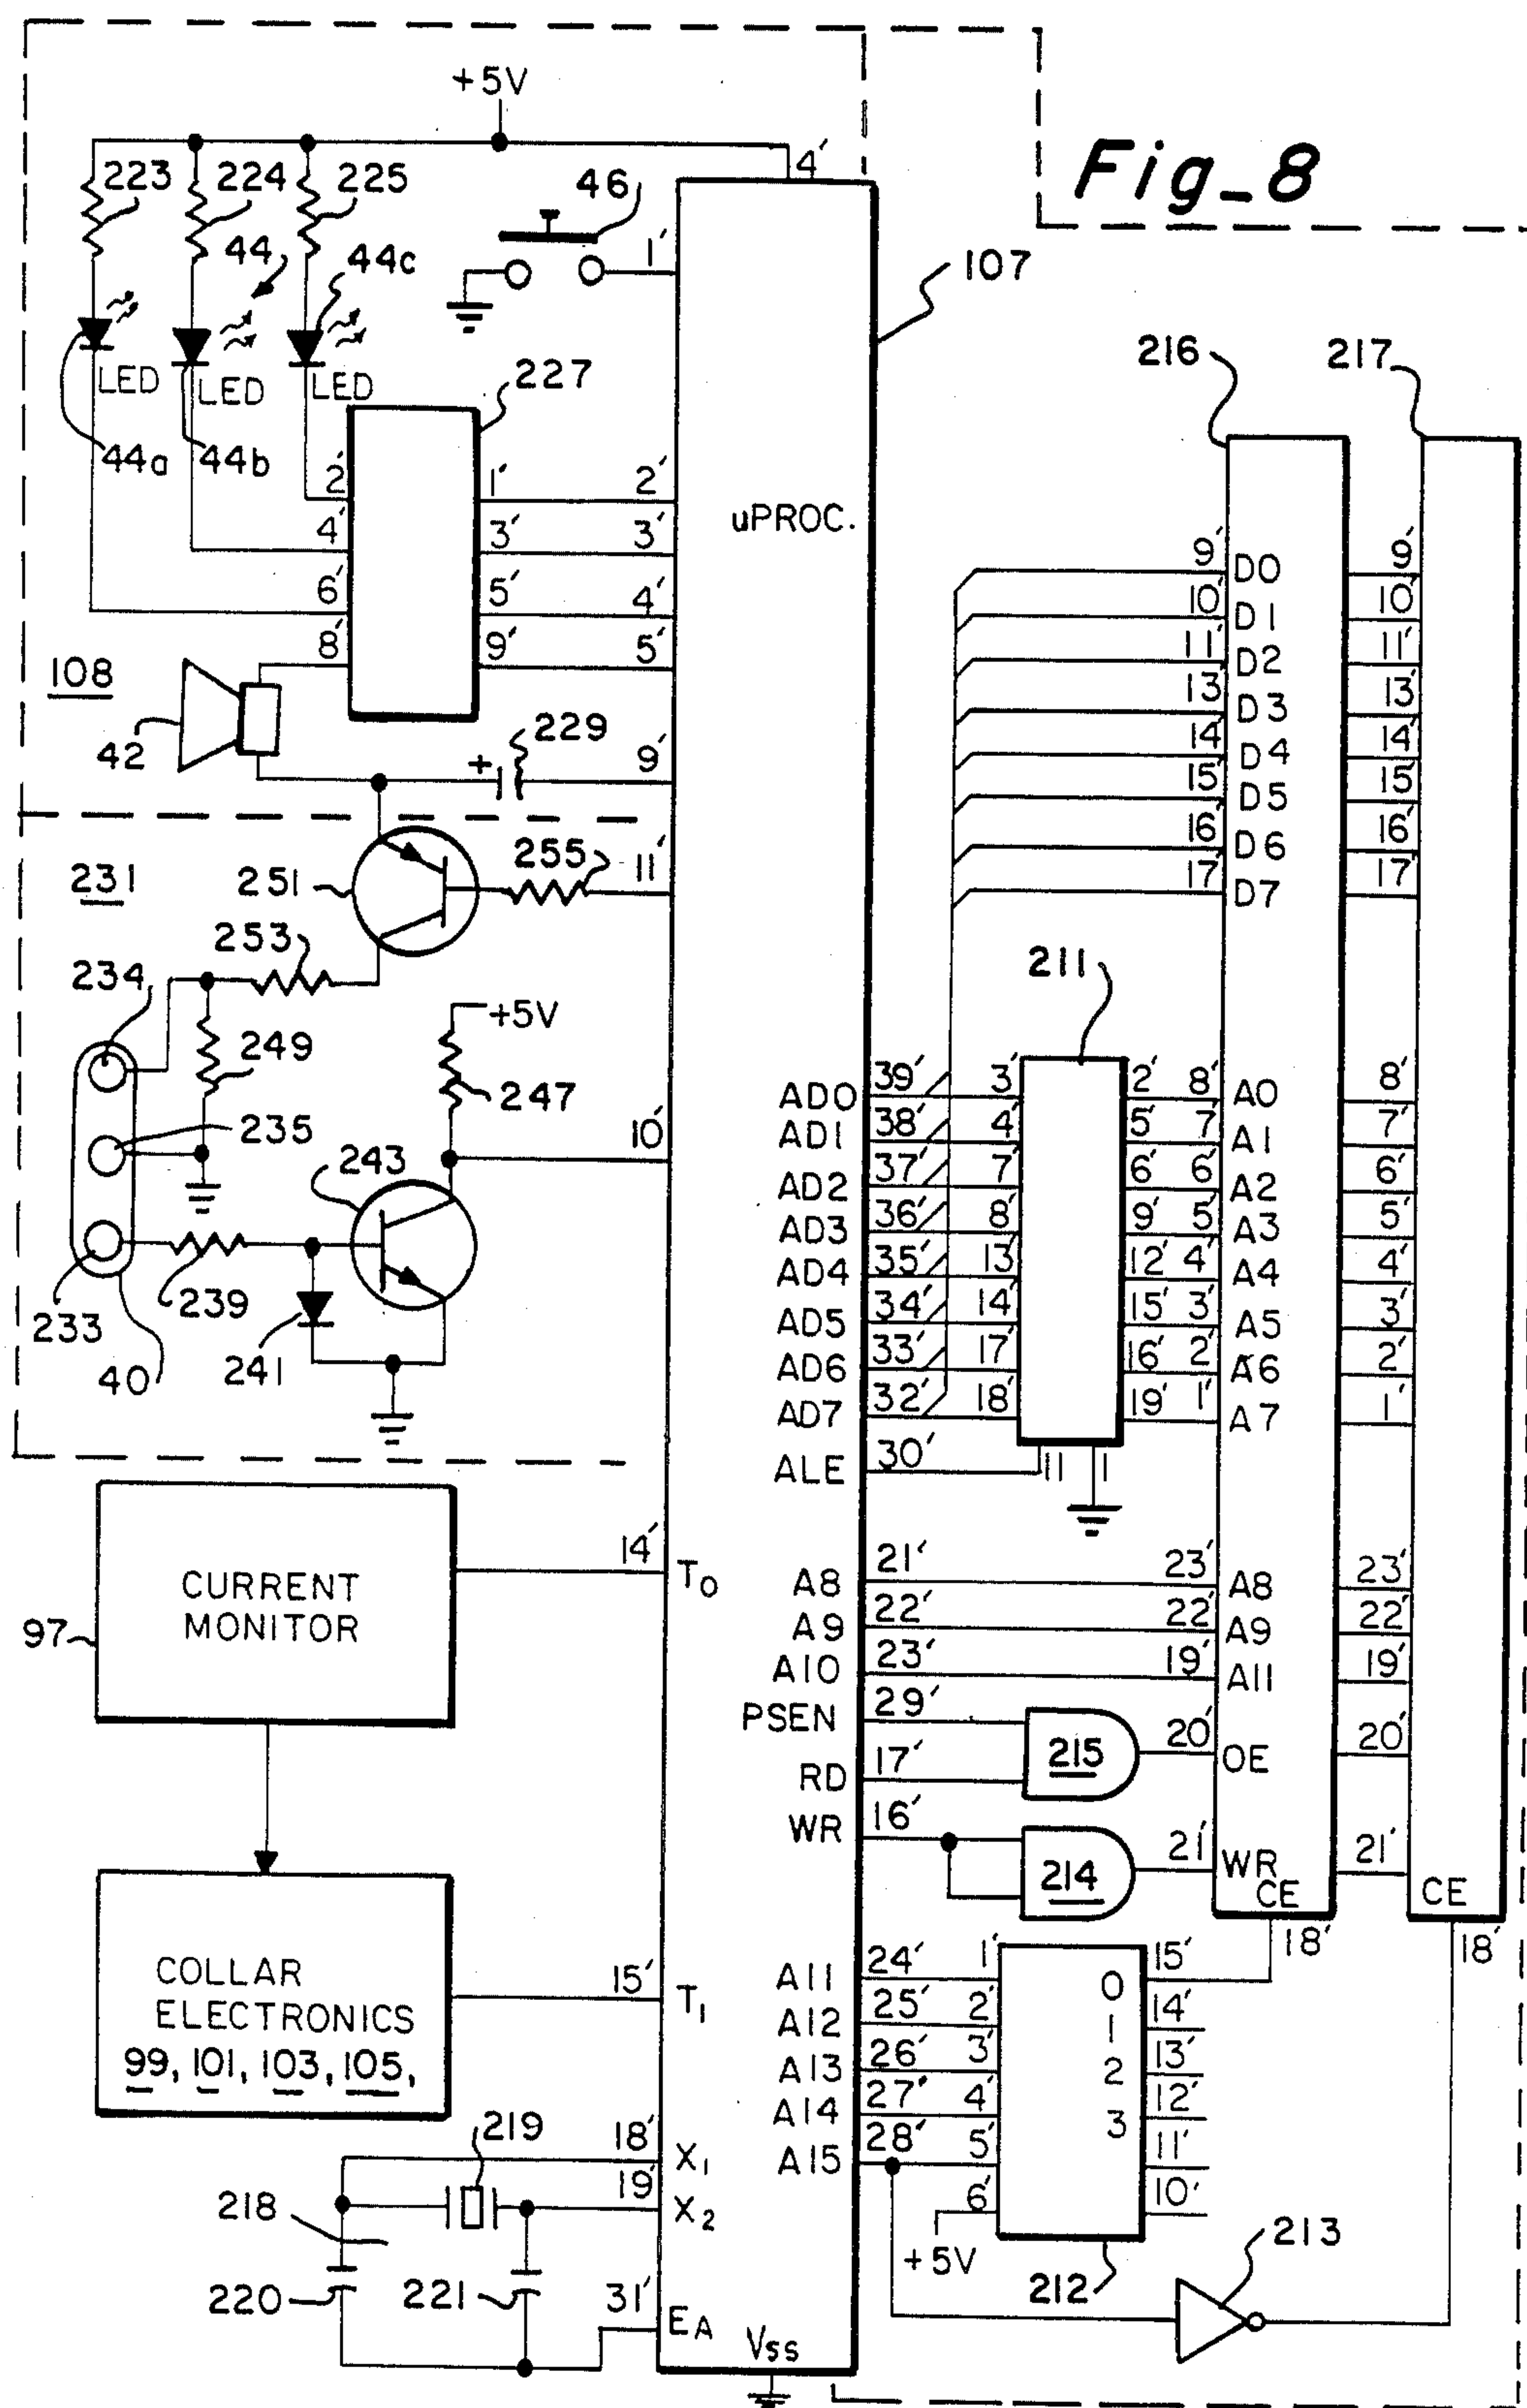 Fig_8
+5V
4′
223
224
225
46
44
44c
1′
107
LED
LED
LED
44a
44b
227
216
217
2′
1′
2′
uPROC.
4′
3′
3′
6′
5′
4′
8′
9′
5′
108
42
+
229
9′
9′ D0 9′
10′ D1 10′
11′ D2 11′
13′ D3 13′
14′ D4 14′
15′ D5 15′
16′ D6 16′
17′ D7 17′
231
251
255
11′
253
234
249
+5V
247
235
10′
243
233
239
241
40
211
AD0 39′ 3′ 2′ 8′ A0 8′
AD1 38′ 4′ 5′ 7′ A1 7′
AD2 37′ 7′ 6′ 6′ A2 6′
AD3 36′ 8′ 9′ 5′ A3 5′
AD4 35′ 13′ 12′ 4′ A4 4′
AD5 34′ 14′ 15′ 3′ A5 3′
AD6 33′ 17′ 16′ 2′ A6 2′
AD7 32′ 18′ 19′ 1′ A7 1′
ALE 30′ 11 1
CURRENT
MONITOR
97
14′ T0
A8 21′ 23′ A8 23′
A9 22′ 22′ A9 22′
A10 23′ 19′ A11 19′
PSEN 29′
215
20′ OE 20′
RD 17′
WR 16′
214
21′ WR 21′
CE
CE
18′
18′
COLLAR
ELECTRONICS
99, 101, 103, 105,
15′ T1
A11 24′ 1′ 0 15′
A12 25′ 2′ 1 14′
A13 26′ 3′ 2 13′
A14 27′ 4′ 3 12′
A15 28′ 5′ 11′
6′ 10′
+5V
212
213
219
18′ X1
19′ X2
218
220
221
31′ EA
Vss